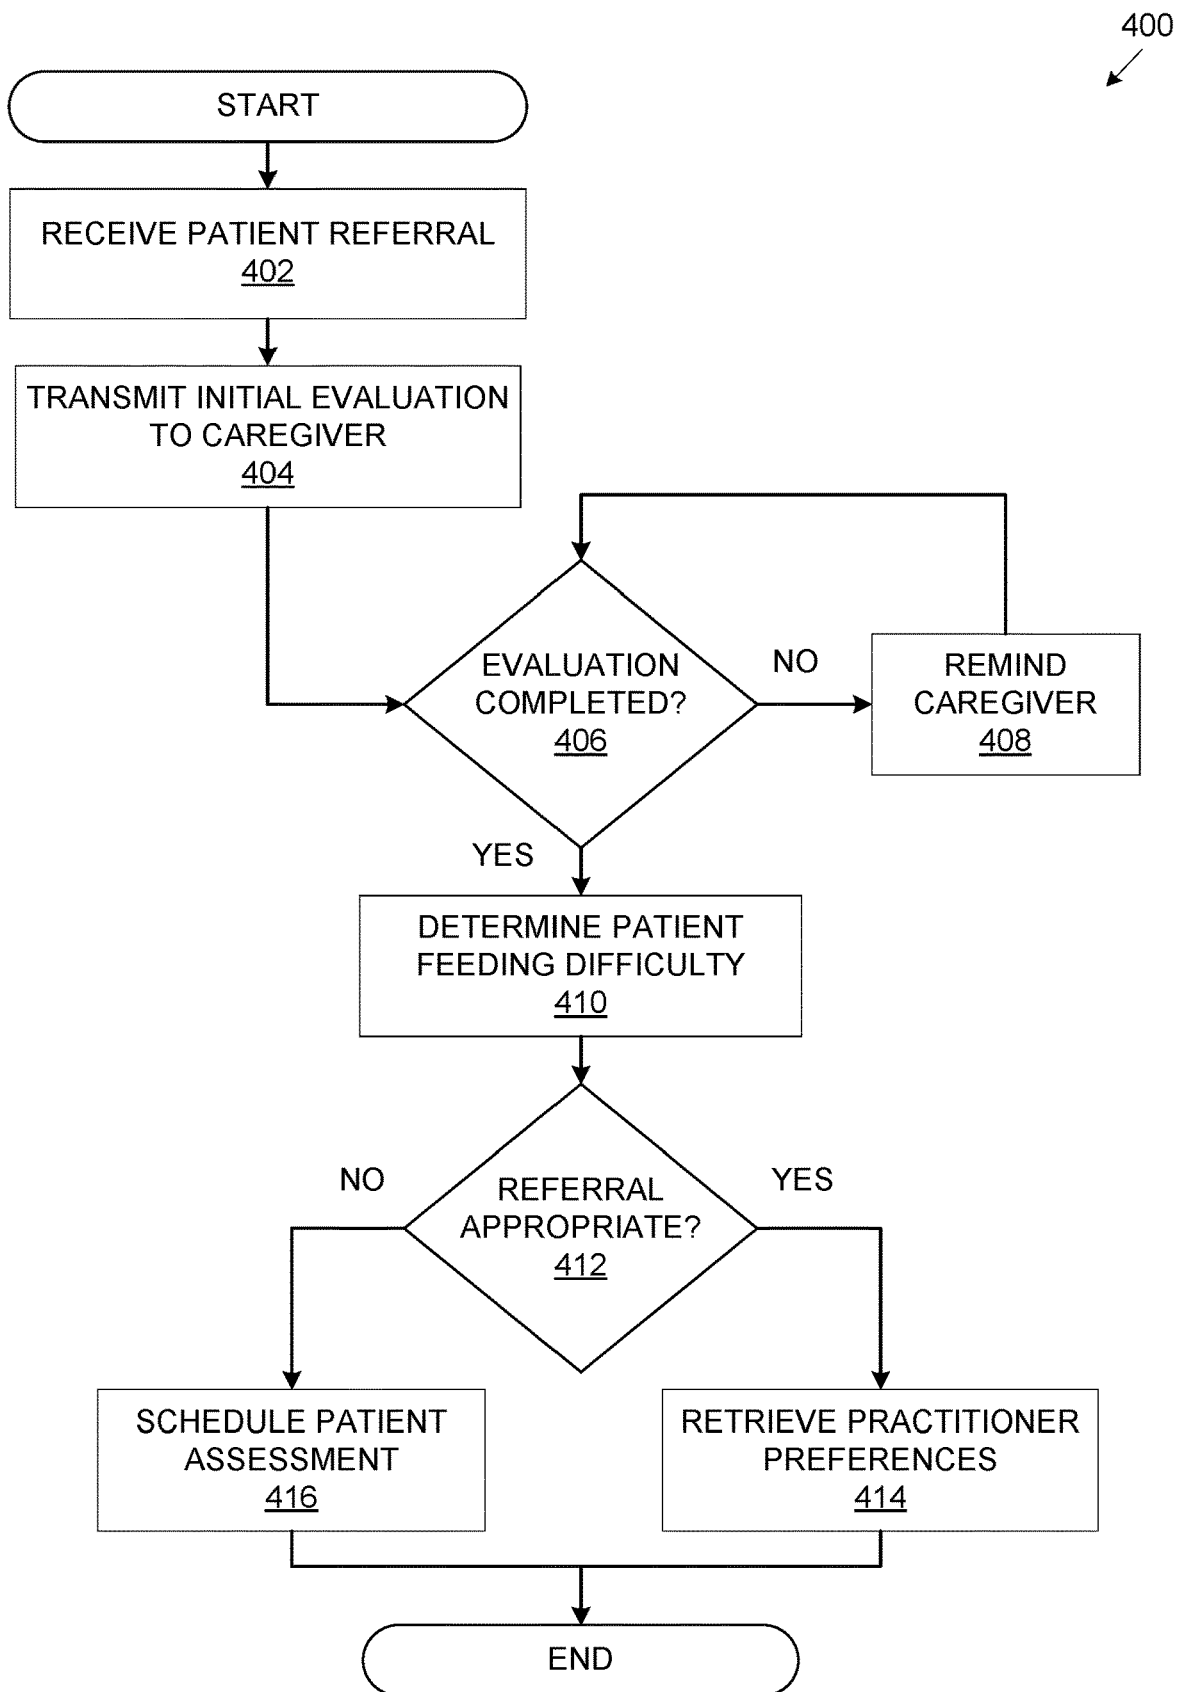 400
START
RECEIVE PATIENT REFERRAL
402
TRANSMIT INITIAL EVALUATION
TO CAREGIVER
404
EVALUATION
COMPLETED?
406
NO
REMIND
CAREGIVER
408
YES
DETERMINE PATIENT
FEEDING DIFFICULTY
410
NO
REFERRAL
APPROPRIATE?
412
YES
SCHEDULE PATIENT
ASSESSMENT
416
RETRIEVE PRACTITIONER
PREFERENCES
414
END